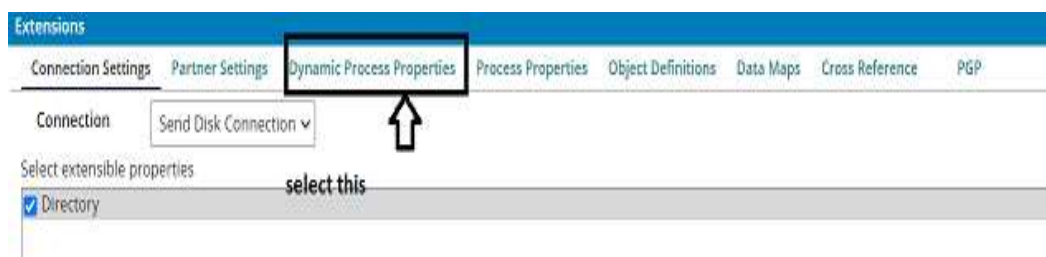 Extensions
Connection Settings Partner Settings Dynamic Process Properties Process Properties Object Definitions Data Maps Cross Reference PGP
Connection Send Disk Connection
Select extensible properties
select this
Directory